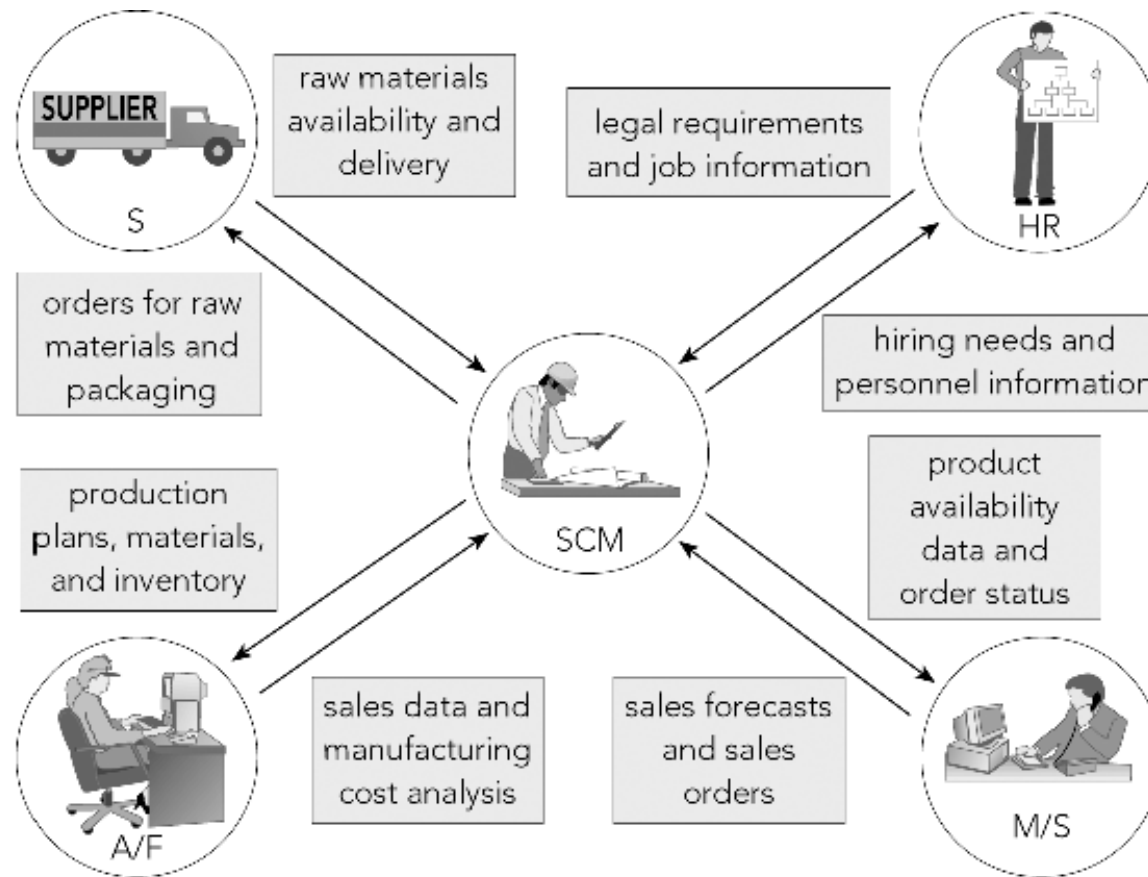 SUPPLIER
S
raw materials
availability and
delivery
legal requirements
and job information
HR
orders for raw
materials and
packaging
hiring needs and
personnel information
SCM
production
plans, materials,
and inventory
product
availability
data and
order status
A/F
sales data and
manufacturing
cost analysis
sales forecasts
and sales
orders
M/S